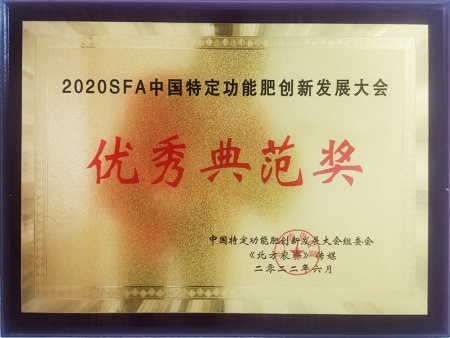 2020SFA中国特定功能肥创新发展大会
优秀典范奖
中国特定功能肥创新发展大会组委会
《北方农资》传媒
二零二二年六月